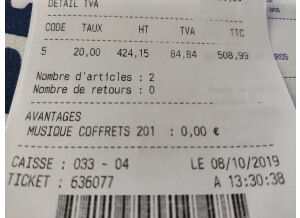 DETAIL TVA
CODE TAUX HT TVA TTC
5 20,00 424,15 84,84 508,99
Nombre d'articles : 2
Nombre de retours : 0
AVANTAGES
MUSIQUE COFFRETS 201 : 0,00 €
CAISSE : 033 - 04 LE 08/10/2019
TICKET : 636077 A 13:30:38